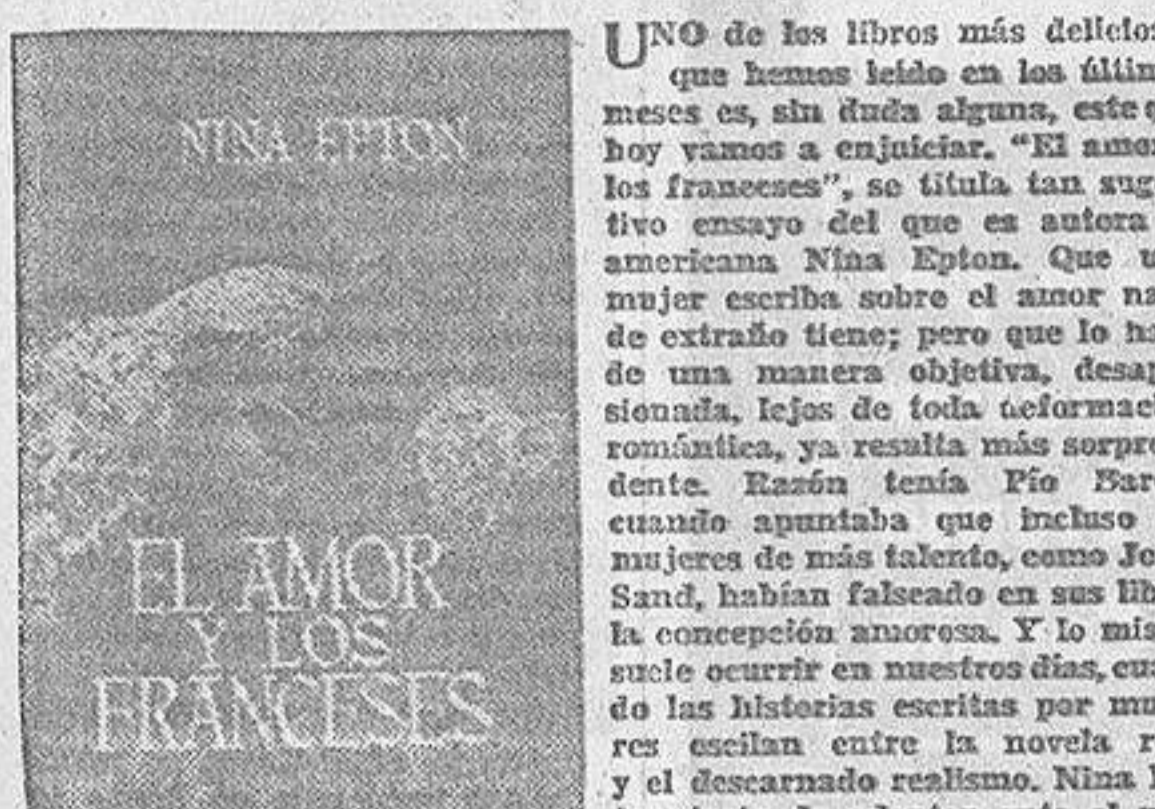 NINA EPTON
EL AMOR
Y LOS
FRANCESES
UNO de los libros más delicios
que hemos leído en los últim
meses es, sin duda alguna, este q
hoy vamos a enjuiciar. “El amor
los franceses”, se titula tan suge
tivo ensayo del que es autora
americana Nina Epton. Que u
mujer escriba sobre el amor na
de extraño tiene; pero que lo ha
de una manera objetiva, desap
sionada, lejos de toda deformaci
romántica, ya resulta más sorpre
dente. Razón tenía Pío Bar
cuando apuntaba que incluso
mujeres de más talento, como Jo
Sand, habían falseado en sus lib
la concepción amorosa. Y lo mis
suele ocurrir en nuestros días, cua
do las historias escritas por mu
res oscilan entre la novela r
y el descarnado realismo. Nina E